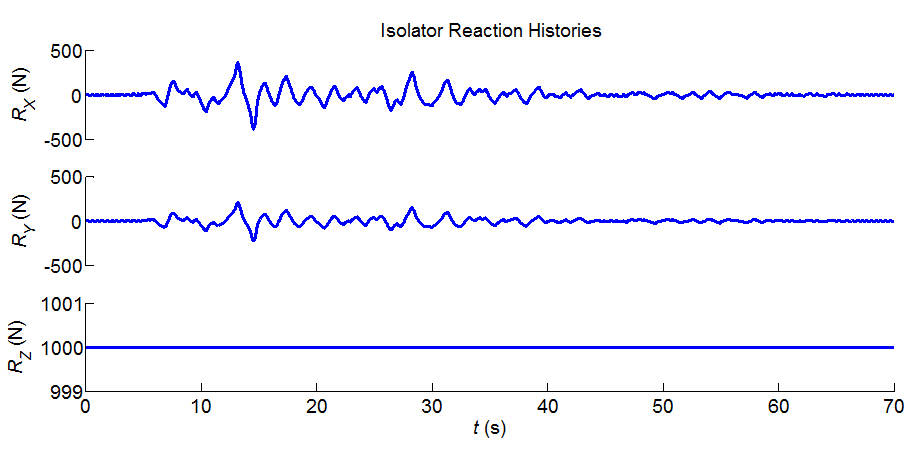 Isolator Reaction Histories
500
0
-500
R_X (N)
500
0
-500
R_Y (N)
1001
1000
999
R_Z (N)
0 10 20 30 40 50 60 70
t (s)